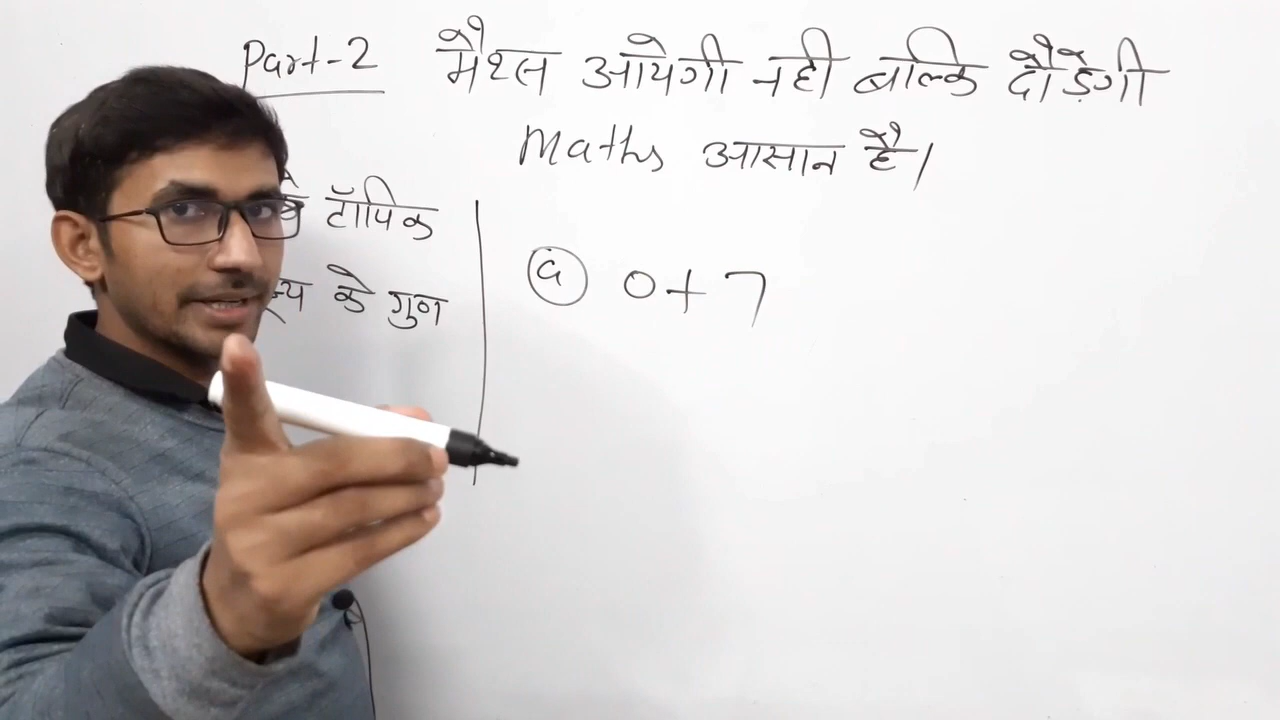 Part-2 मैथ्स आयेगी नही बल्कि दौड़ेगी
Maths आसान है।
टॉपिक
के गुण
(a) 0+7